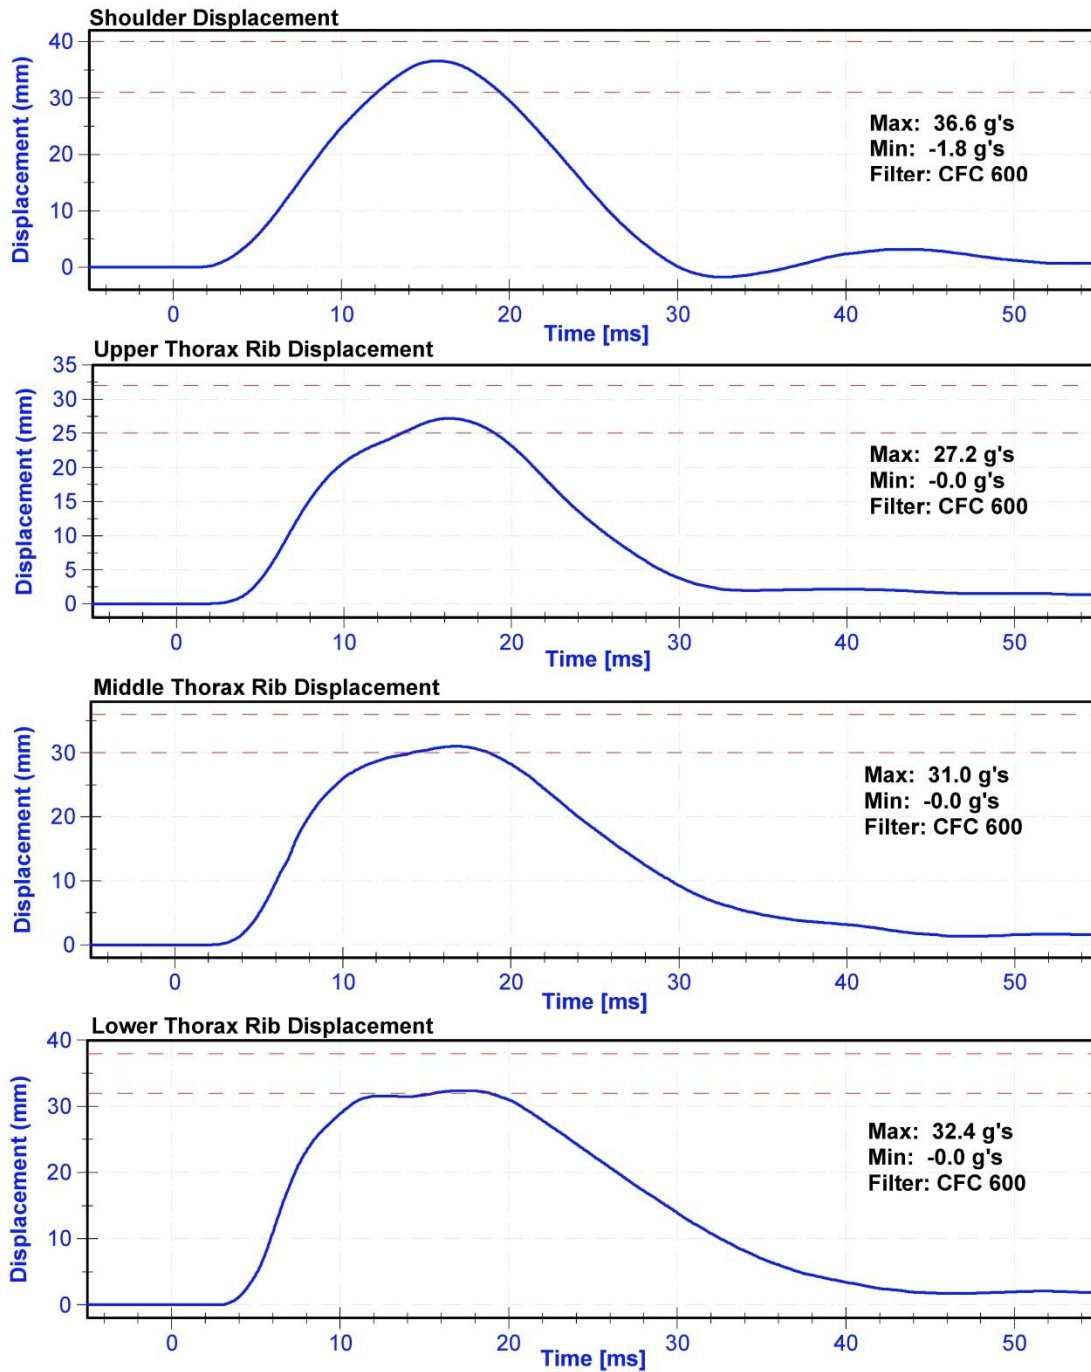 Shoulder Displacement
Displacement (mm)
40
30
20
10
0
Max: 36.6 g's
Min: -1.8 g's
Filter: CFC 600
0 10 20 30 40 50
Time [ms]
Upper Thorax Rib Displacement
Displacement (mm)
35
30
25
20
15
10
5
0
Max: 27.2 g's
Min: -0.0 g's
Filter: CFC 600
0 10 20 30 40 50
Time [ms]
Middle Thorax Rib Displacement
Displacement (mm)
30
20
10
0
Max: 31.0 g's
Min: -0.0 g's
Filter: CFC 600
0 10 20 30 40 50
Time [ms]
Lower Thorax Rib Displacement
Displacement (mm)
40
30
20
10
0
Max: 32.4 g's
Min: -0.0 g's
Filter: CFC 600
0 10 20 30 40 50
Time [ms]